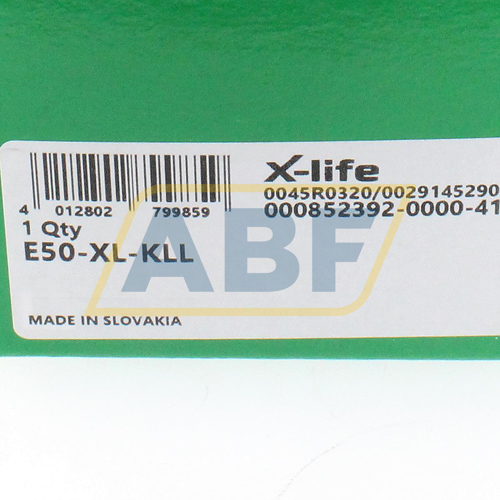 X-life
0045R0320/0029145290
000852392-0000-41
4 012802 799859
1 Qty
E50-XL-KLL
ABF
MADE IN SLOVAKIA